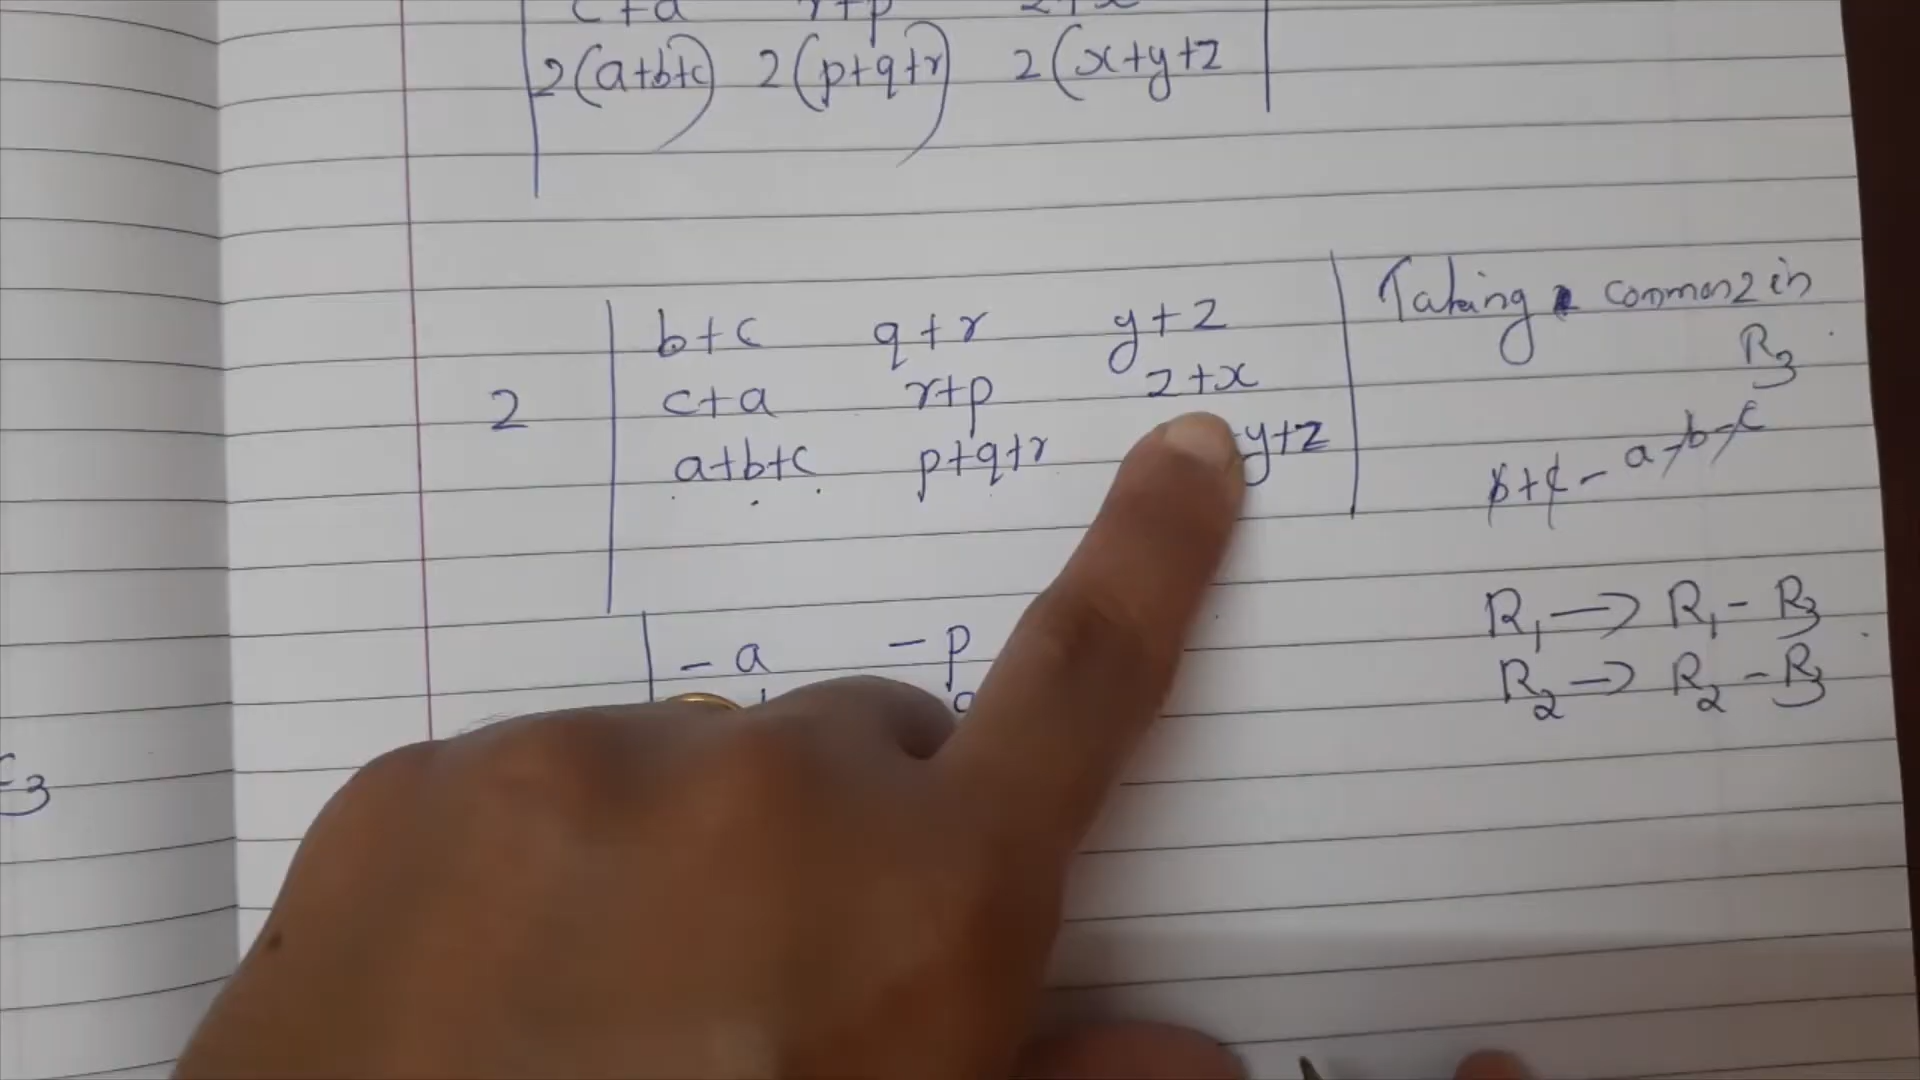 c+a r+p z+x
2(a+b+c) 2(p+q+r) 2(x+y+z
b+c q+r y+z Taking common 2 in
R3
2 c+a r+p z+x
a+b+c p+q+r y+z
b+c-a-b-c
-a -p
R1→R1-R3
R2→R2-R3